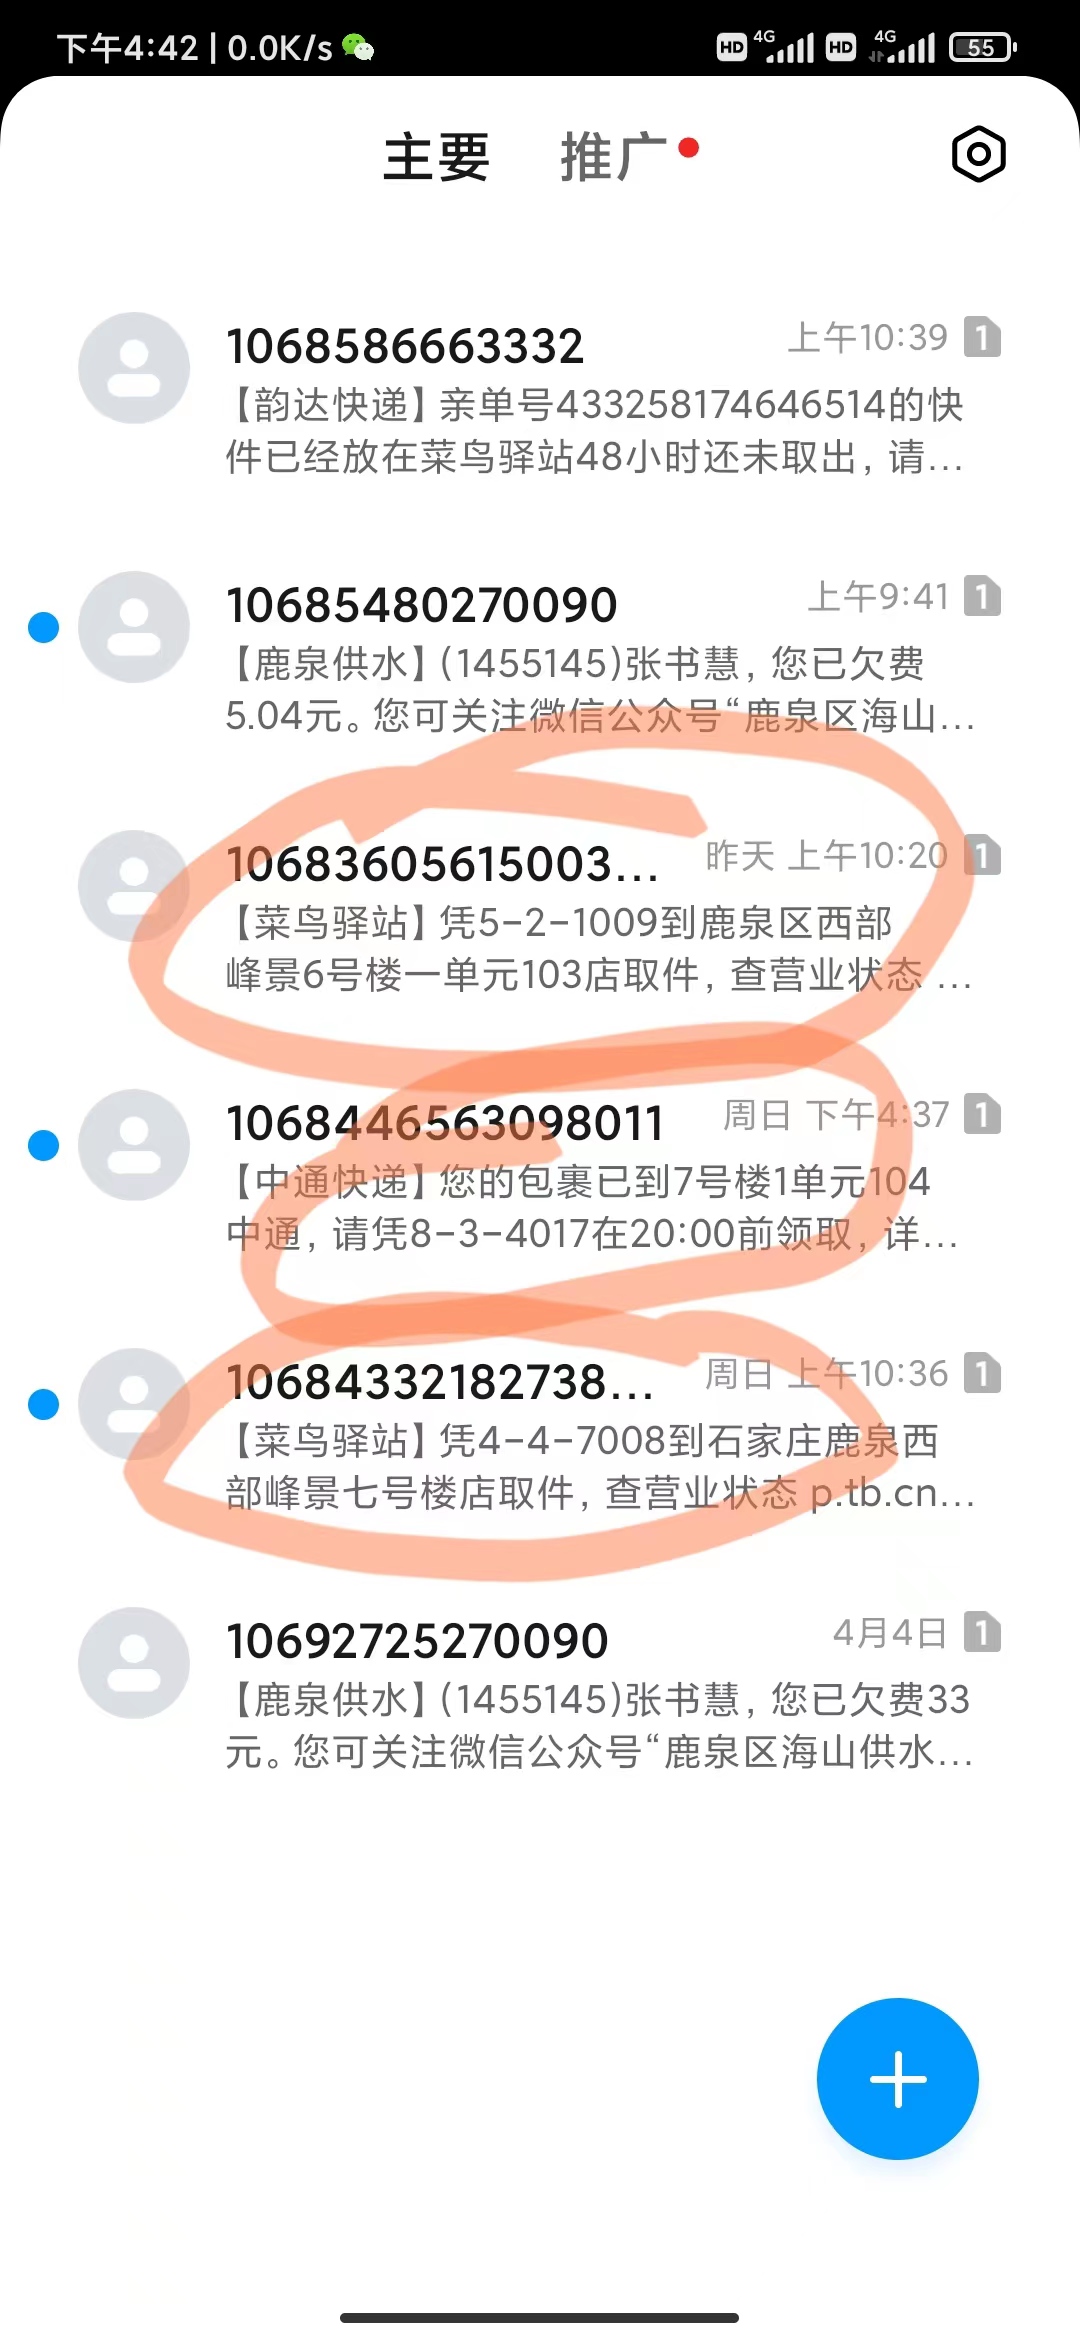 下午4:42 | 0.0K/s
HD 4G HD 4G 55
主要 推广
1068586663332 上午10:39 1
【韵达快递】亲单号433258174646514的快
件已经放在菜鸟驿站48小时还未取出，请...
10685480270090 上午9:41 1
【鹿泉供水】(1455145)张书慧，您已欠费
5.04元。您可关注微信公众号“鹿泉区海山...
10683605615003... 昨天 上午10:20 1
【菜鸟驿站】凭5-2-1009到鹿泉区西部
峰景6号楼一单元103店取件，查营业状态 ...
1068446563098011 周日 下午4:37 1
【中通快递】您的包裹已到7号楼1单元104
中通，请凭8-3-4017在20:00前领取，详...
10684332182738... 周日 上午10:36 1
【菜鸟驿站】凭4-4-7008到石家庄鹿泉西
部峰景七号楼店取件，查营业状态 p.tb.cn...
10692725270090 4月4日 1
【鹿泉供水】(1455145)张书慧，您已欠费33
元。您可关注微信公众号“鹿泉区海山供水...